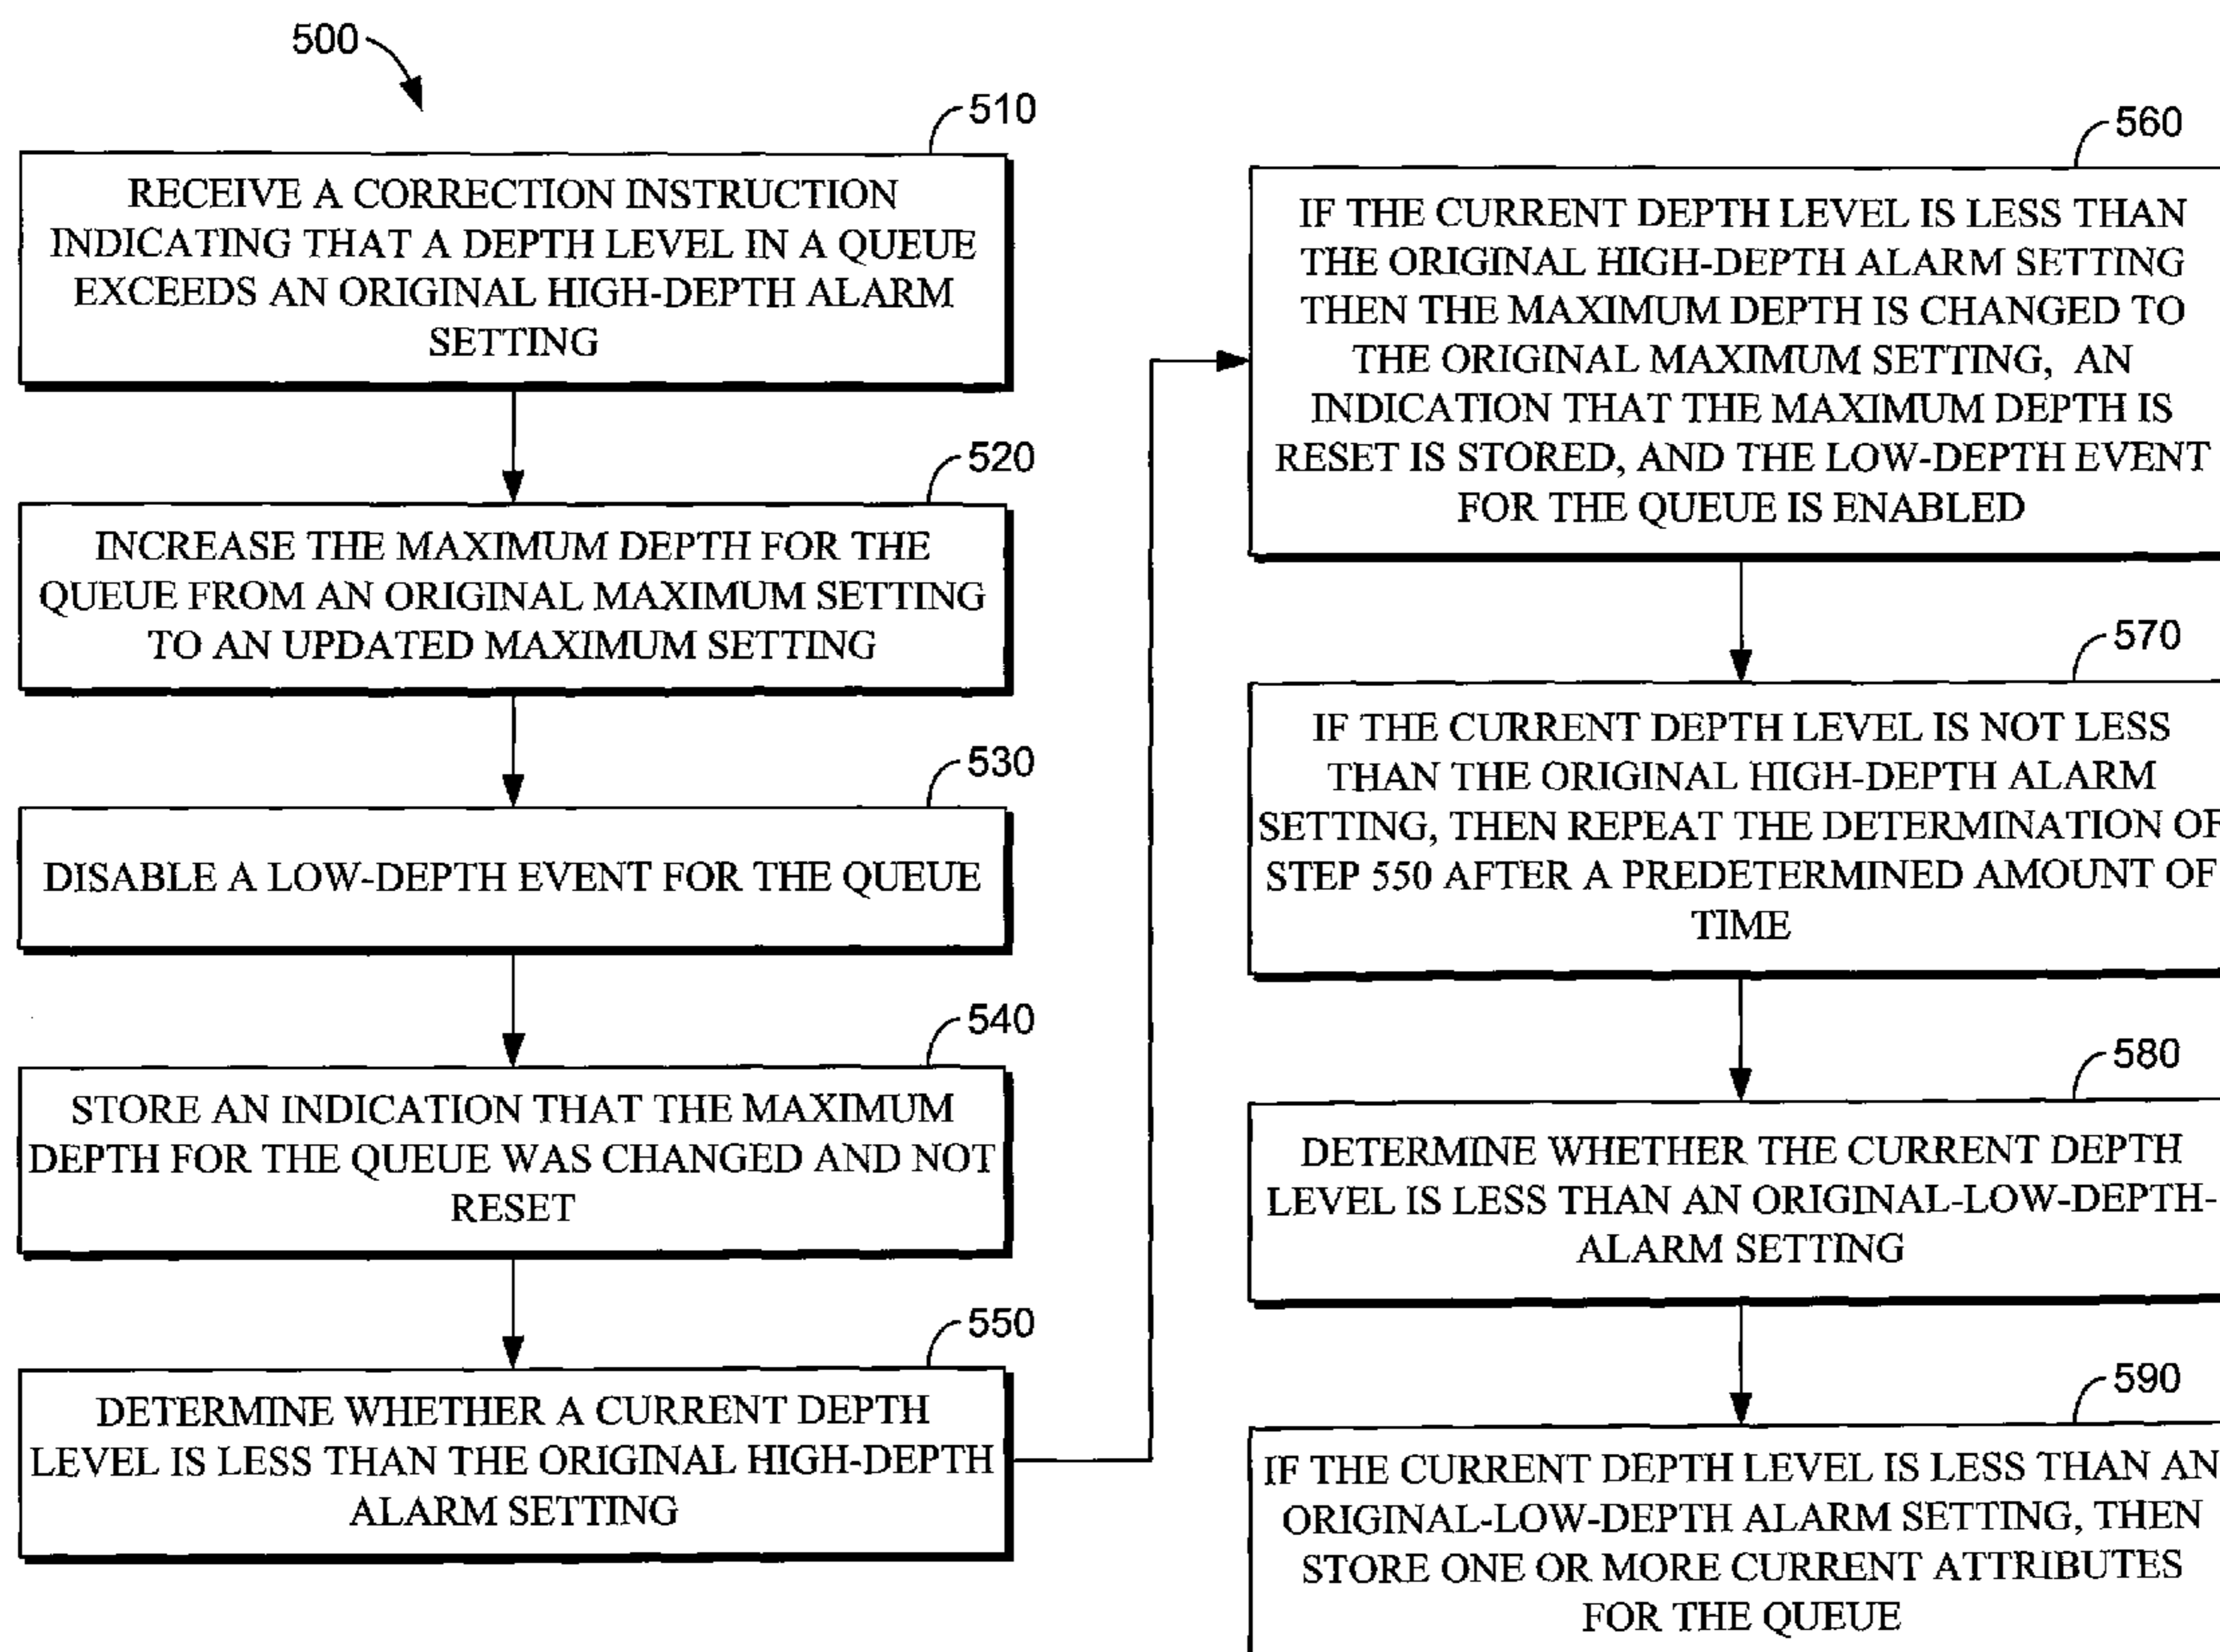 500
510
RECEIVE A CORRECTION INSTRUCTION
INDICATING THAT A DEPTH LEVEL IN A QUEUE
EXCEEDS AN ORIGINAL HIGH-DEPTH ALARM
SETTING
520
INCREASE THE MAXIMUM DEPTH FOR THE
QUEUE FROM AN ORIGINAL MAXIMUM SETTING
TO AN UPDATED MAXIMUM SETTING
530
DISABLE A LOW-DEPTH EVENT FOR THE QUEUE
540
STORE AN INDICATION THAT THE MAXIMUM
DEPTH FOR THE QUEUE WAS CHANGED AND NOT
RESET
550
DETERMINE WHETHER A CURRENT DEPTH
LEVEL IS LESS THAN THE ORIGINAL HIGH-DEPTH
ALARM SETTING
560
IF THE CURRENT DEPTH LEVEL IS LESS THAN
THE ORIGINAL HIGH-DEPTH ALARM SETTING
THEN THE MAXIMUM DEPTH IS CHANGED TO
THE ORIGINAL MAXIMUM SETTING, AN
INDICATION THAT THE MAXIMUM DEPTH IS
RESET IS STORED, AND THE LOW-DEPTH EVENT
FOR THE QUEUE IS ENABLED
570
IF THE CURRENT DEPTH LEVEL IS NOT LESS
THAN THE ORIGINAL HIGH-DEPTH ALARM
SETTING, THEN REPEAT THE DETERMINATION OF
STEP 550 AFTER A PREDETERMINED AMOUNT OF
TIME
580
DETERMINE WHETHER THE CURRENT DEPTH
LEVEL IS LESS THAN AN ORIGINAL-LOW-DEPTH-
ALARM SETTING
590
IF THE CURRENT DEPTH LEVEL IS LESS THAN AN
ORIGINAL-LOW-DEPTH ALARM SETTING, THEN
STORE ONE OR MORE CURRENT ATTRIBUTES
FOR THE QUEUE